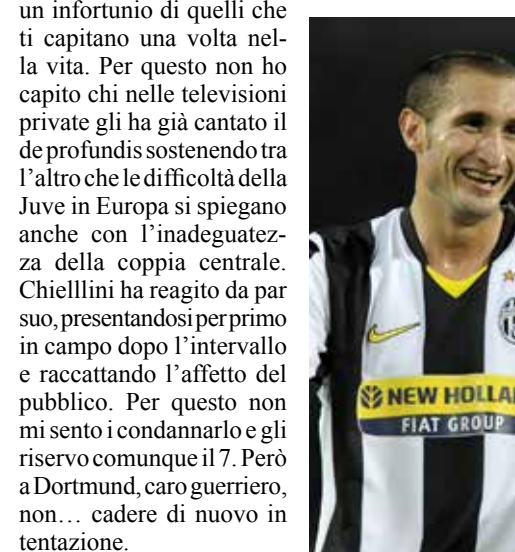 un infortunio di quelli che
ti capitano una volta nel-
la vita. Per questo non ho
capito chi nelle televisioni
private gli ha già cantato il
de profundis sostenendo tra
l’altro che le difficoltà della
Juve in Europa si spiegano
anche con l’inadeguatez-
za della coppia centrale.
Chielllini ha reagito da par
suo, presentandosi per primo
in campo dopo l’intervallo
e raccattando l’affetto del
pubblico. Per questo non
mi sento i condannarlo e gli
riservo comunque il 7. Però
a Dortmund, caro guerriero,
non… cadere di nuovo in
tentazione.
NEW HOLLA
FIAT GROUP